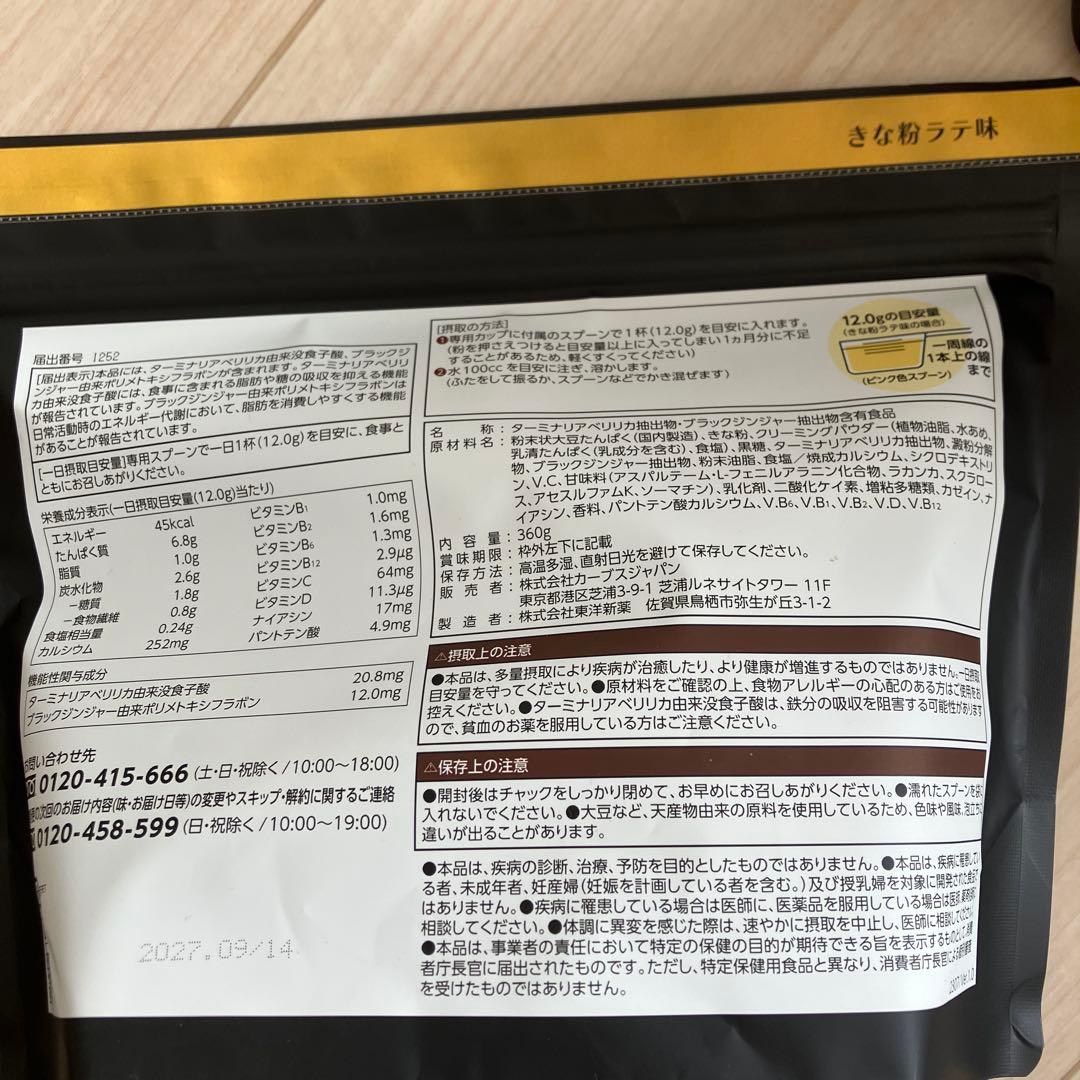 きな粉ラテ味
届出番号 I252
[届出表示]本品には、ターミナリアベリリカ由来没食子酸、ブラックジ
ンジャー由来ポリメトキシフラボンが含まれます。ターミナリアベリリ
カ由来没食子酸には、食事に含まれる脂肪や糖の吸収を抑える機能
が報告されています。ブラックジンジャー由来ポリメトキシフラボンは
日常活動時のエネルギー代謝において、脂肪を消費しやすくする機能
があることが報告されています。
[一日摂取目安量]専用スプーンで一日1杯(12.0g)を目安に、食事と
ともにお召しあがりください。
栄養成分表示(一日摂取目安量(12.0g)当たり)
エネルギー 45kcal ビタミンB1 1.0mg
たんぱく質 6.8g ビタミンB2 1.6mg
脂質 1.0g ビタミンB6 1.3mg
炭水化物 2.6g ビタミンB12 2.9μg
−糖質 1.8g ビタミンC 64mg
−食物繊維 0.8g ビタミンD 11.3μg
食塩相当量 0.24g ナイアシン 17mg
カルシウム 252mg パントテン酸 4.9mg
機能性関与成分
ターミナリアベリリカ由来没食子酸 20.8mg
ブラックジンジャー由来ポリメトキシフラボン 12.0mg
お問い合わせ先
0120-415-666 (土・日・祝除く/10:00〜18:00)
の次回のお届け内容(味・お届け日等)の変更やスキップ・解約に関するご連絡
0120-458-599 (日・祝除く/10:00〜19:00)
2027.09/14
[摂取の方法]
❶専用カップに付属のスプーンで1杯(12.0g)を目安に入れます。
(粉を押さえつけると目安量以上に入ってしまい1ヵ月分に不足
することがあるため、軽くすくってください)
❷水100ccを目安に注ぎ、溶かします。
(ふたをして振るか、スプーンなどでかき混ぜます)
12.0gの目安量
(きな粉ラテ味の場合)
一周線の
1本上の線
まで
(ピンク色スプーン)
名称:ターミナリアベリリカ抽出物・ブラックジンジャー抽出物含有食品
原材料名:粉末状大豆たんぱく(国内製造)、きな粉、クリーミングパウダー(植物油脂、水あめ、
乳清たんぱく(乳成分を含む)、食塩)、黒糖、ターミナリアベリリカ抽出物、澱粉分解
物、ブラックジンジャー抽出物、粉末油脂、食塩/焼成カルシウム、シクロデキストリ
ン、V.C、甘味料(アスパルテーム・L-フェニルアラニン化合物、ラカンカ、スクラロー
ス、アセスルファムK、ソーマチン)、乳化剤、二酸化ケイ素、増粘多糖類、カゼイン、ナ
イアシン、香料、パントテン酸カルシウム、V.B6、V.B1、V.B2、V.D、V.B12
内容量:360g
賞味期限:枠外左下に記載
保存方法:高温多湿、直射日光を避けて保存してください。
販売者:株式会社カーブスジャパン
東京都港区芝浦3-9-1 芝浦ルネサイトタワー 11F
製造者:株式会社東洋新薬 佐賀県鳥栖市弥生が丘3-1-2
⚠摂取上の注意
●本品は、多量摂取により疾病が治癒したり、より健康が増進するものではありません。一日摂取
目安量を守ってください。●原材料をご確認の上、食物アレルギーの心配のある方はご使用をお
控えください。●ターミナリアベリリカ由来没食子酸は、鉄分の吸収を阻害する可能性があります
ので、貧血のお薬を服用している方はご注意ください。
⚠保存上の注意
●開封後はチャックをしっかり閉めて、お早めにお召しあがりください。●濡れたスプーンを袋に
入れないでください。●大豆など、天産物由来の原料を使用しているため、色味や風味、泡立ちに
違いが出ることがあります。
●本品は、疾病の診断、治療、予防を目的としたものではありません。●本品は、疾病に罹患してい
る者、未成年者、妊産婦(妊娠を計画している者を含む。)及び授乳婦を対象に開発された食品で
はありません。●疾病に罹患している場合は医師に、医薬品を服用している場合は医師、薬剤師に
相談してください。●体調に異変を感じた際は、速やかに摂取を中止し、医師に相談してください。
●本品は、事業者の責任において特定の保健の目的が期待できる旨を表示するものとして、消費
者庁長官に届出されたものです。ただし、特定保健用食品と異なり、消費者庁長官による個別審査
を受けたものではありません。
2307/Ver.1.0